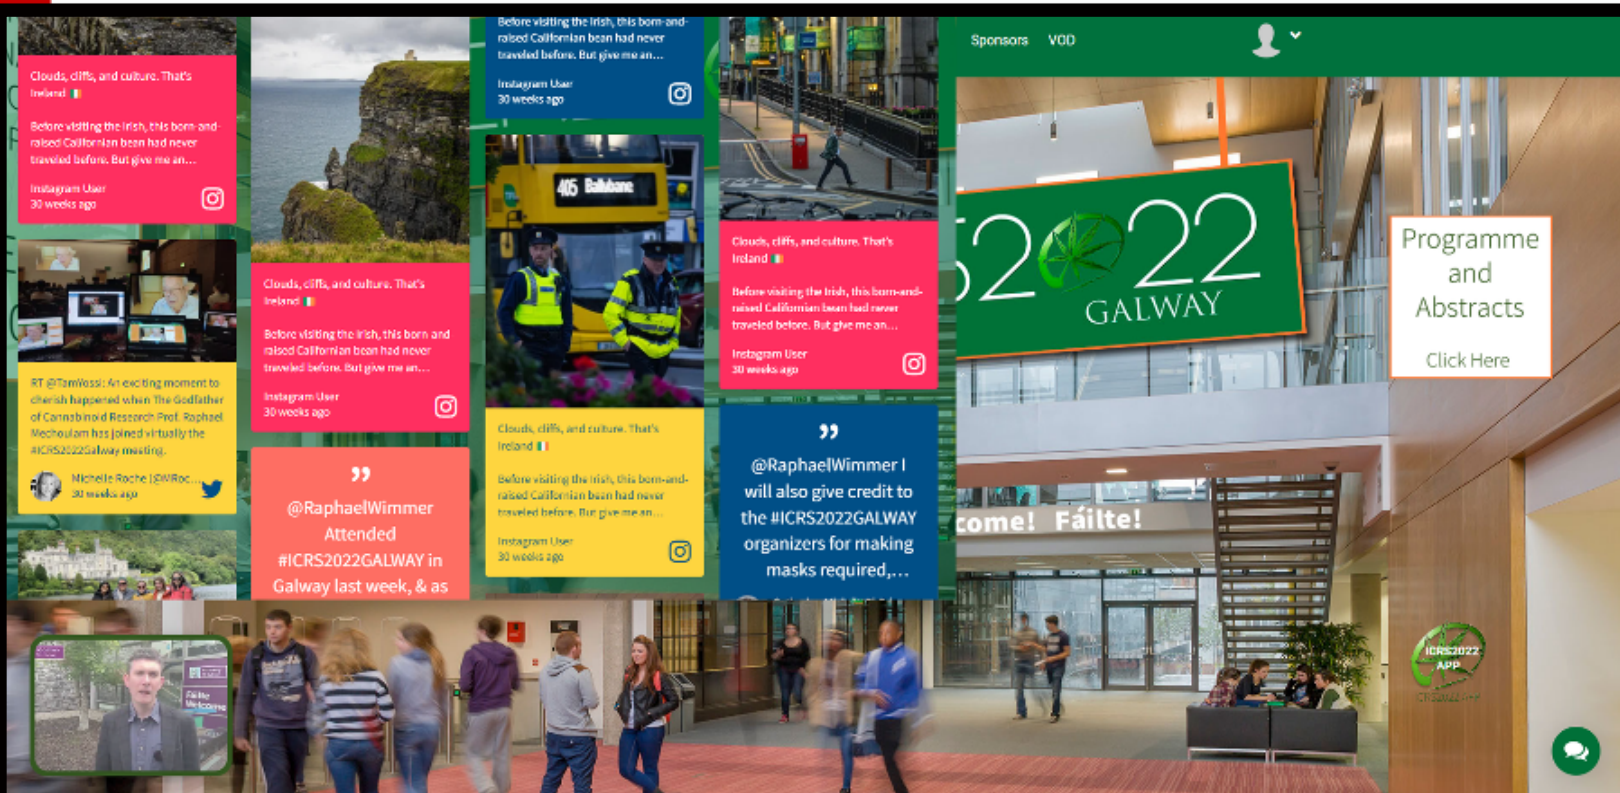 Clouds, cliffs, and culture. That's
Ireland 🇮🇪
Before visiting the Irish, this born-and-
raised Californian bean had never
traveled before. But give me an...
Instagram User
30 weeks ago
RT @TamYossi: An exciting moment to
cherish happened when The Godfather
of Cannabinoid Research Prof. Raphael
Mechoulam has joined virtually the
#ICRS2022Galway meeting.
Michelle Roche (@MRoc...
30 weeks ago
Clouds, cliffs, and culture. That's
Ireland 🇮🇪
Before visiting the Irish, this born-and
raised Californian bean had never
traveled before. But give me an...
Instagram User
30 weeks ago
”
@RaphaelWimmer
Attended
#ICRS2022GALWAY in
Galway last week, & as
Before visiting the Irish, this born-and-
raised Californian bean had never
traveled before. But give me an...
Instagram User
30 weeks ago
405 Ballybane
Clouds, cliffs, and culture. That's
Ireland 🇮🇪
Before visiting the Irish, this born-and-
raised Californian bean had never
traveled before. But give me an...
Instagram User
30 weeks ago
Clouds, cliffs, and culture. That's
Ireland 🇮🇪
Before visiting the Irish, this born-and-
raised Californian bean had never
traveled before. But give me an...
Instagram User
30 weeks ago
”
@RaphaelWimmer I
will also give credit to
the #ICRS2022GALWAY
organizers for making
masks required,...
Sponsors VOD
S2022
GALWAY
Programme
and
Abstracts
Click Here
come! Fáilte!
Fáilte
Welcome
ICRS2022
APP
ICRS2022 APP